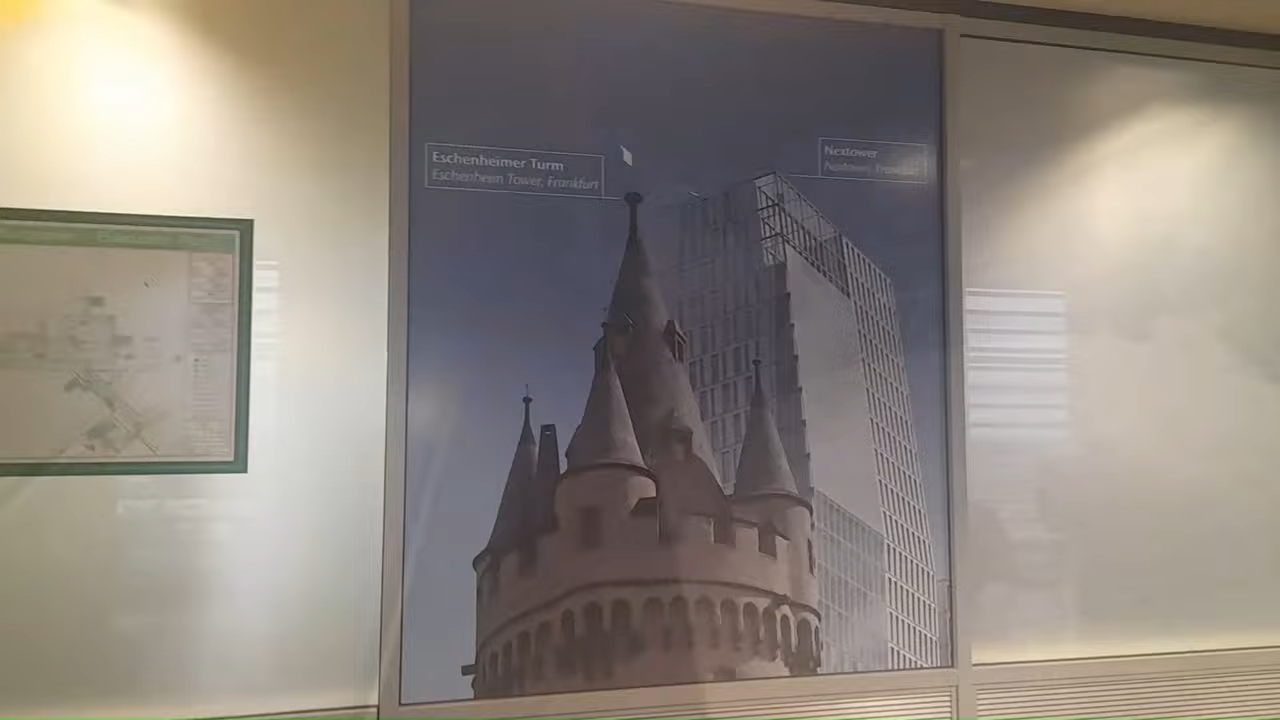 Eschenheimer Turm
Eschenheim Tower, Frankfurt
Nextower
Nextower, Frankfurt